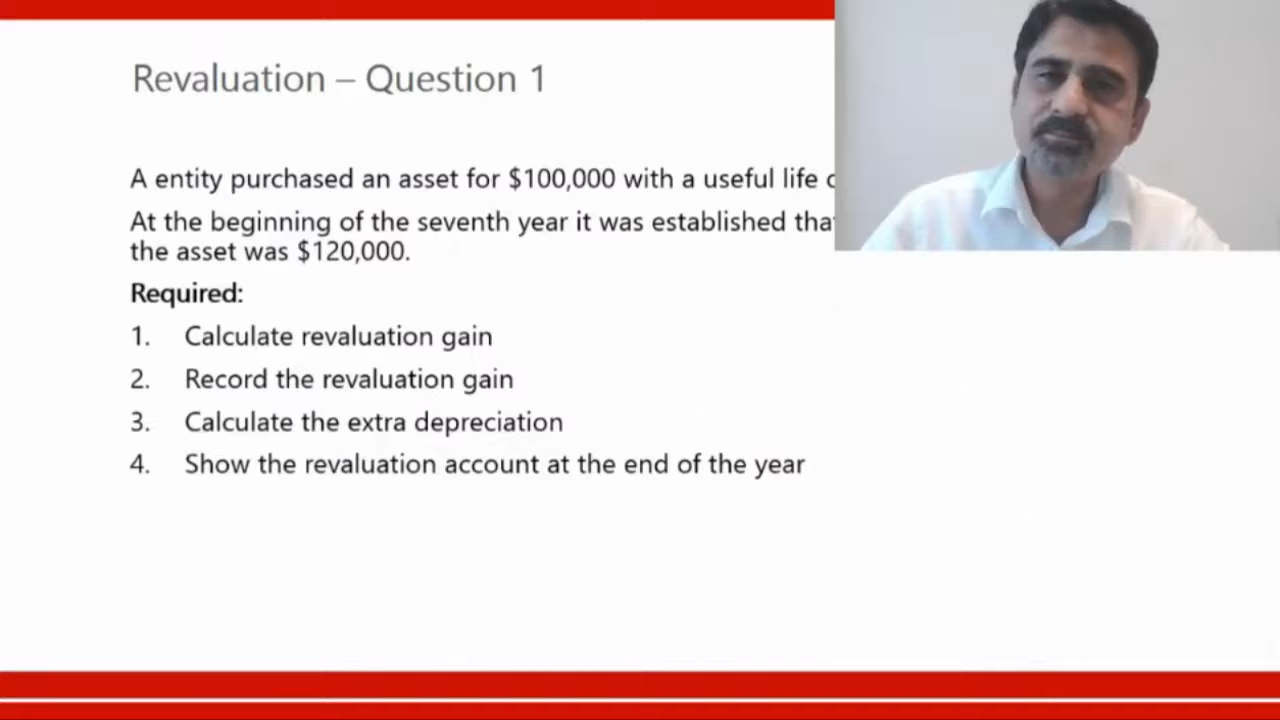 Revaluation – Question 1
A entity purchased an asset for $100,000 with a useful life
At the beginning of the seventh year it was established
the asset was $120,000.
Required:
1. Calculate revaluation gain
2. Record the revaluation gain
3. Calculate the extra depreciation
4. Show the revaluation account at the end of the year